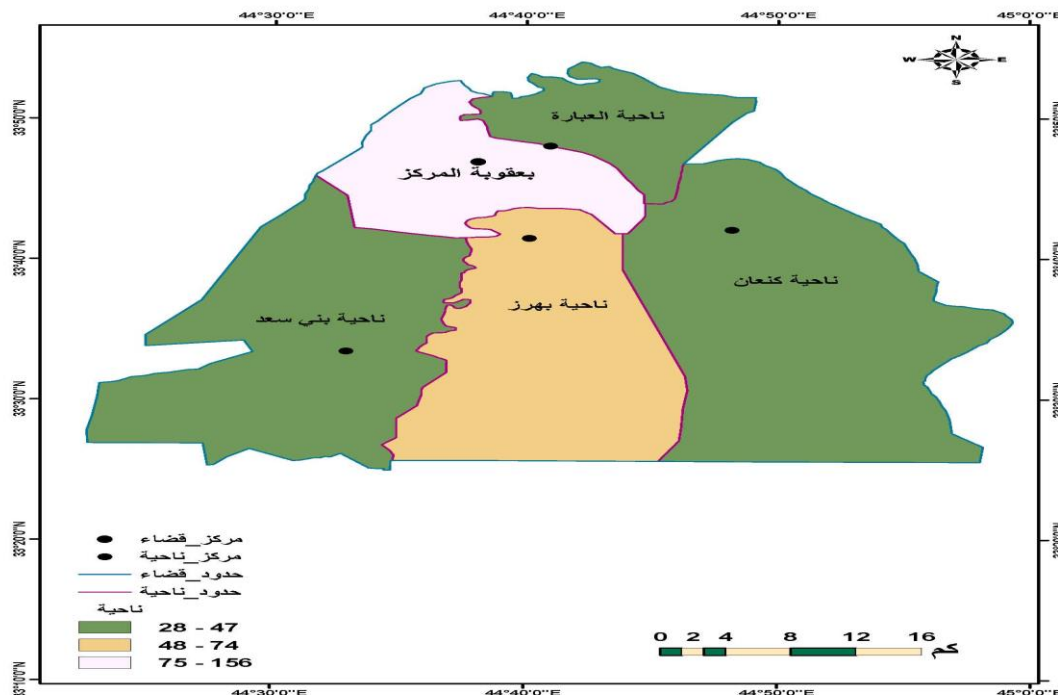 44°30'0"E 44°40'0"E 44°50'0"E 45°0'0"E
N
W E
S
33°50'0"N
33°40'0"N
33°30'0"N
33°20'0"N
33°10'0"N
ناحية العبارة
بعقوبة المركز
ناحية كنعان
ناحية بهرز
ناحية بني سعد
مركز_قضاء
مركز_ناحية
حدود_قضاء
حدود_ناحية
ناحية
28 - 47
48 - 74
75 - 156
0 2 4 8 12 16
كم
44°30'0"E 44°40'0"E 44°50'0"E 45°0'0"E